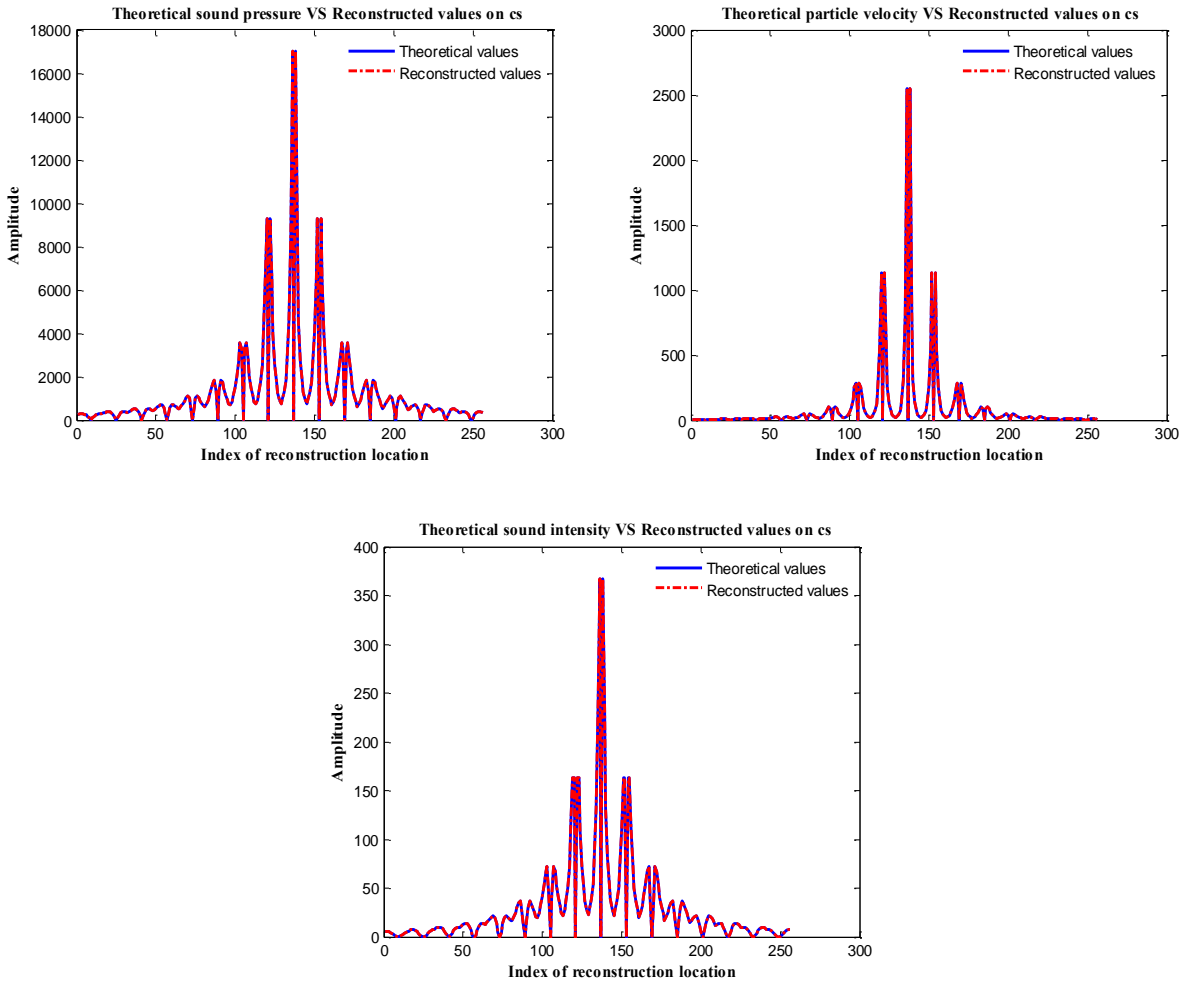 Theoretical sound pressure VS Reconstructed values on cs
18000
16000
14000
12000
10000
8000
6000
4000
2000
0
Amplitude
Theoretical values
Reconstructed values
0 50 100 150 200 250 300
Index of reconstruction location
Theoretical particle velocity VS Reconstructed values on cs
3000
2500
2000
1500
1000
500
0
Amplitude
Theoretical values
Reconstructed values
0 50 100 150 200 250 300
Index of reconstruction location
Theoretical sound intensity VS Reconstructed values on cs
400
350
300
250
200
150
100
50
0
Amplitude
Theoretical values
Reconstructed values
0 50 100 150 200 250 300
Index of reconstruction location